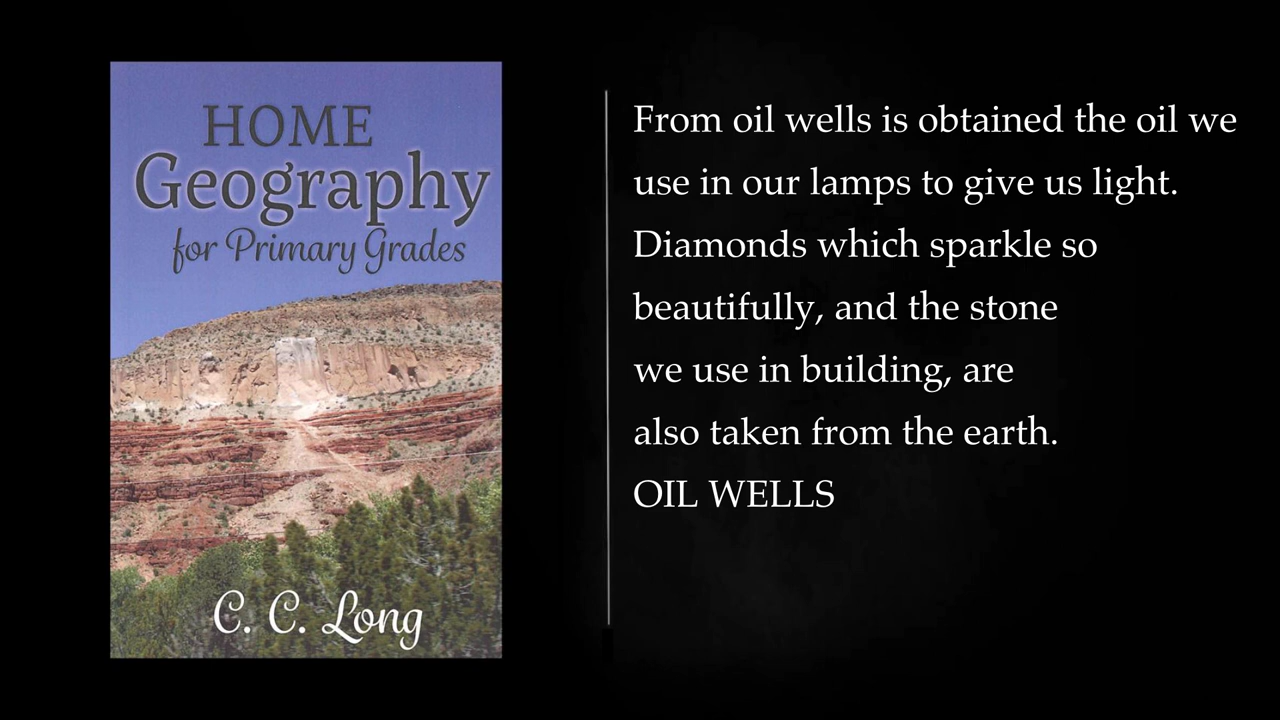 HOME
Geography
for Primary Grades
C. C. Long
From oil wells is obtained the oil we
use in our lamps to give us light.
Diamonds which sparkle so
beautifully, and the stone
we use in building, are
also taken from the earth.
OIL WELLS